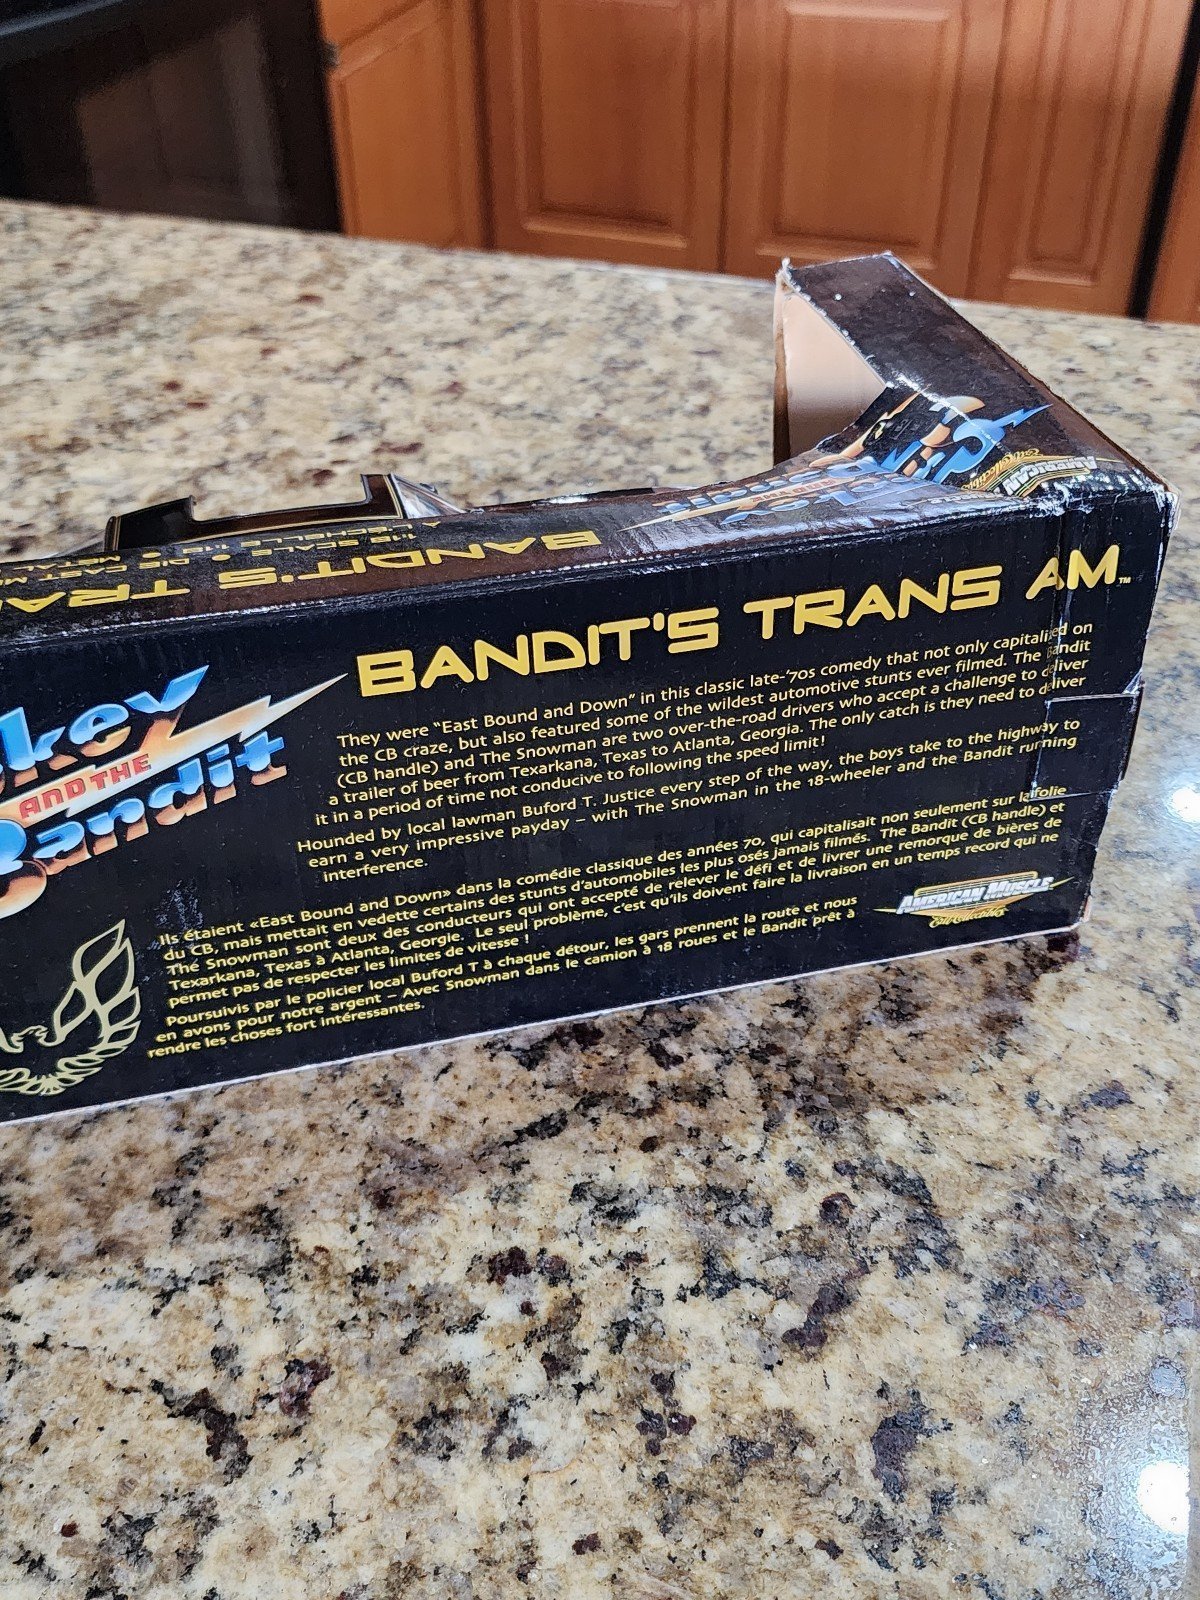 BANDIT'S TRANS AM™
They were "East Bound and Down" in this classic late-'70s comedy that not only capitalized on
the CB craze, but also featured some of the wildest automotive stunts ever filmed. The Bandit
(CB handle) and The Snowman are two over-the-road drivers who accept a challenge to deliver
a trailer of beer from Texarkana, Texas to Atlanta, Georgia. The only catch is they need to deliver
it in a period of time not conducive to following the speed limit!
Hounded by local lawman Buford T. Justice every step of the way, the boys take to the highway to
earn a very impressive payday – with The Snowman in the 18-wheeler and the Bandit running
interference.
Ils étaient «East Bound and Down» dans la comédie classique des années 70, qui capitalisait non seulement sur la folie
du CB, mais mettait en vedette certains des stunts d'automobiles les plus osés jamais filmés. The Bandit (CB handle) et
The Snowman sont deux des conducteurs qui ont accepté de relever le défi et de livrer une remorque de bières de
Texarkana, Texas à Atlanta, Georgie. Le seul problème, c'est qu'ils doivent faire la livraison en un temps record qui ne
permet pas de respecter les limites de vitesse !
Poursuivis par le policier local Buford T à chaque détour, les gars prennent la route et nous
en avons pour notre argent – Avec Snowman dans le camion à 18 roues et le Bandit prêt à
rendre les choses fort intéressantes.
AND THE
Bandit
AMERICAN MUSCLE
BANDIT'S
1:18 SCALE • DIE CAST
AND THE